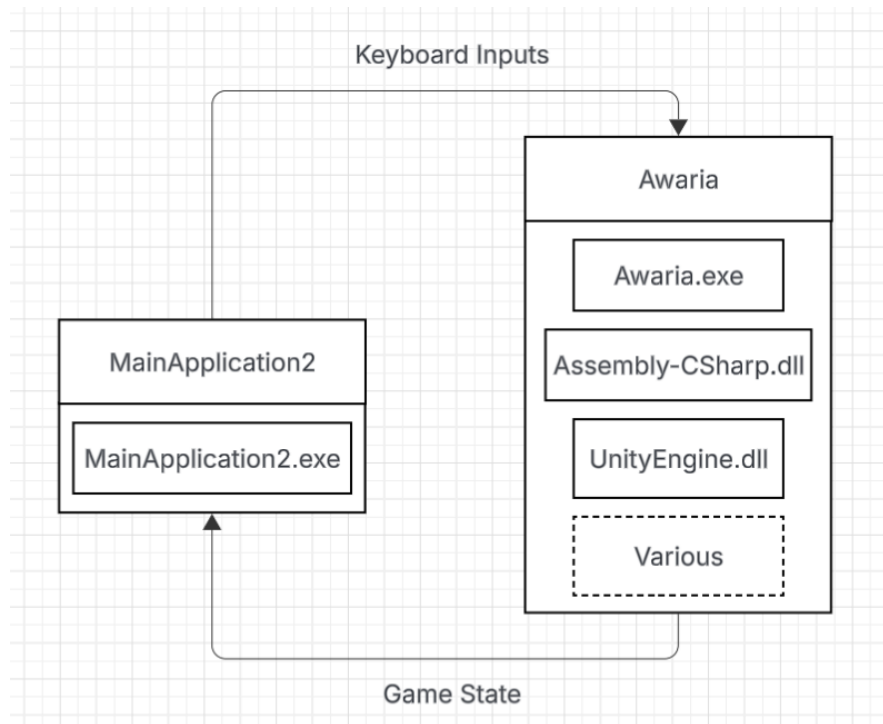 Keyboard Inputs
Awaria
Awaria.exe
Assembly-CSharp.dll
UnityEngine.dll
Various
MainApplication2
MainApplication2.exe
Game State